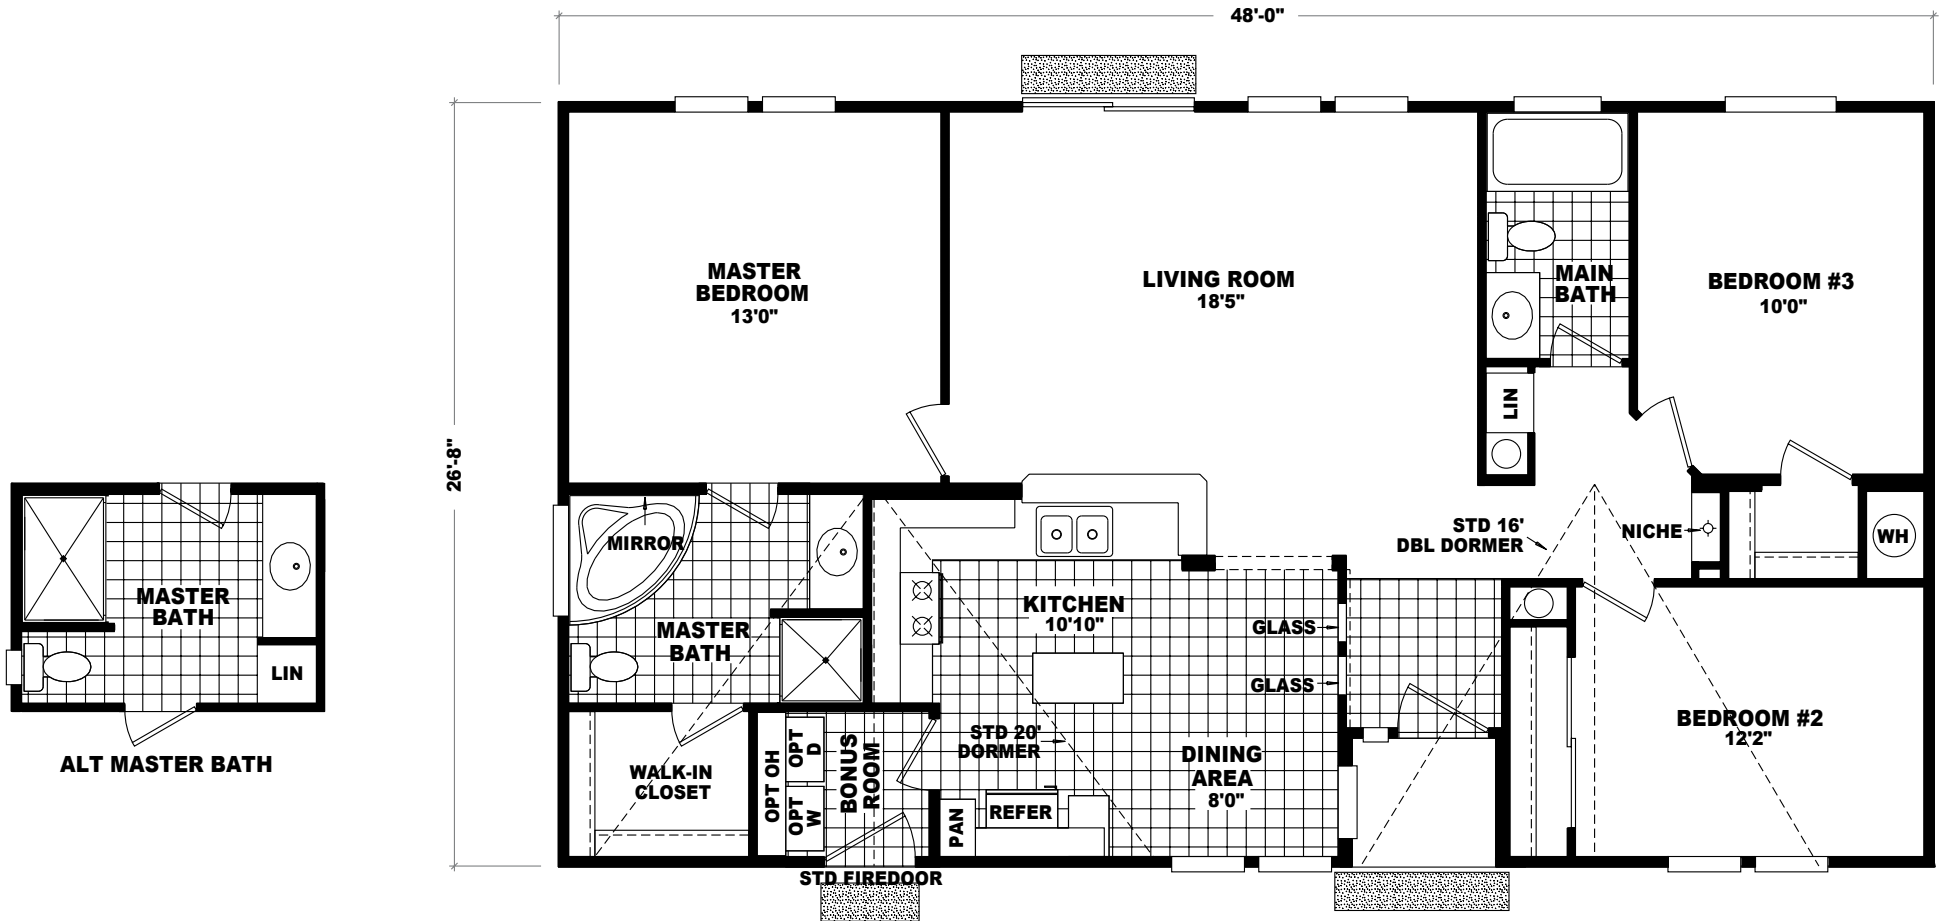 48'-0"
26'-8"
MASTER
BEDROOM
13'0"
LIVING ROOM
18'5"
MAIN
BATH
BEDROOM #3
10'0"
LIN
STD 16'
DBL DORMER
NICHE
WH
MIRROR
MASTER
BATH
KITCHEN
10'10"
GLASS
GLASS
BEDROOM #2
12'2"
STD 20'
DORMER
DINING
AREA
8'0"
WALK-IN
CLOSET
OPT OH
OPT
D
OPT
W
BONUS
ROOM
PAN
REFER
STD FIREDOOR
MASTER
BATH
LIN
ALT MASTER BATH